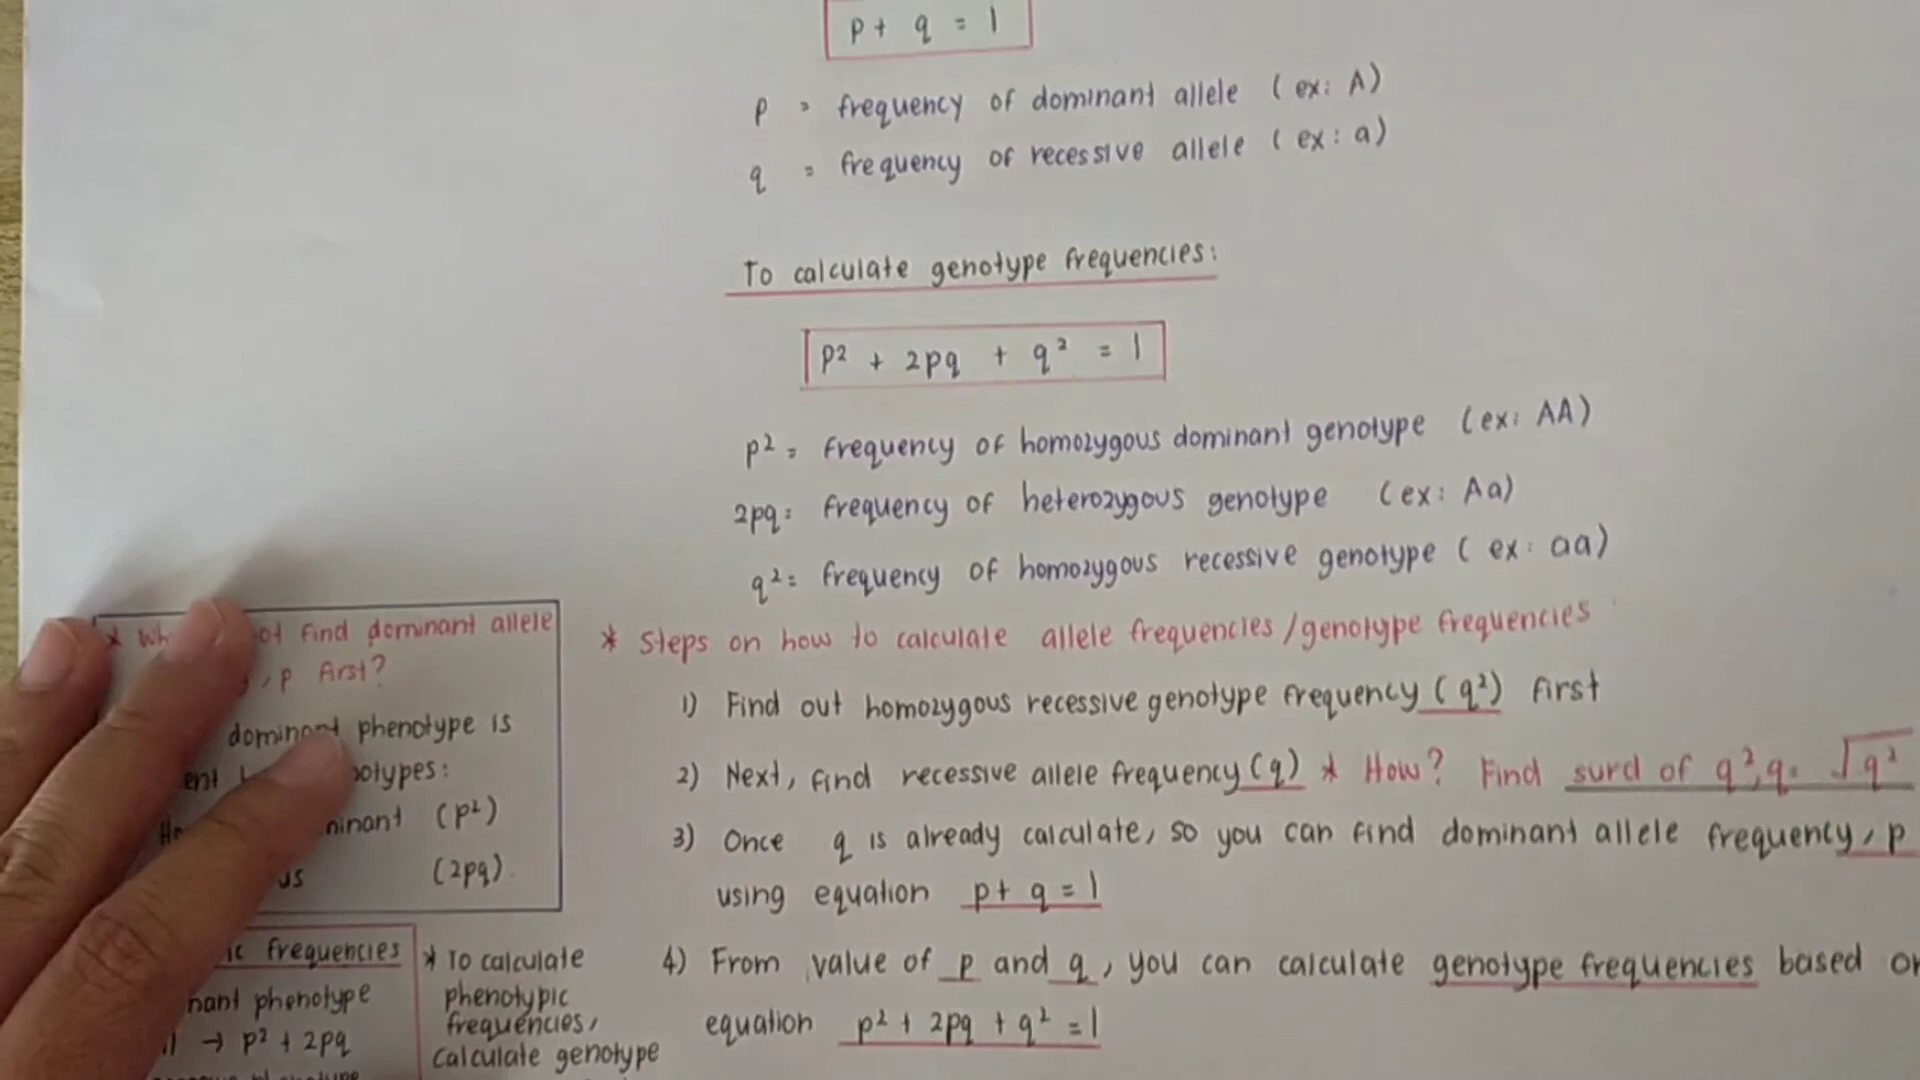 p + q = 1
p = frequency of dominant allele (ex: A)
q = frequency of recessive allele (ex: a)
To calculate genotype frequencies:
p² + 2pq + q² = 1
p² = frequency of homozygous dominant genotype (ex: AA)
2pq = frequency of heterozygous genotype (ex: Aa)
q² = frequency of homozygous recessive genotype (ex: aa)
* Steps on how to calculate allele frequencies/genotype frequencies
1) Find out homozygous recessive genotype frequency (q²) first
2) Next, find recessive allele frequency (q) * How? Find surd of q², q = √q²
3) Once q is already calculate, so you can find dominant allele frequency, p
using equation p + q = 1
4) From value of p and q, you can calculate genotype frequencies based
equation p² + 2pq + q² = 1
* find dominant allele
, p first?
dominant phenotype is
(p²)
(2pq).
frequencies
phenotype
→ p² + 2pq
* To calculate
phenotypic
frequencies,
calculate genotype